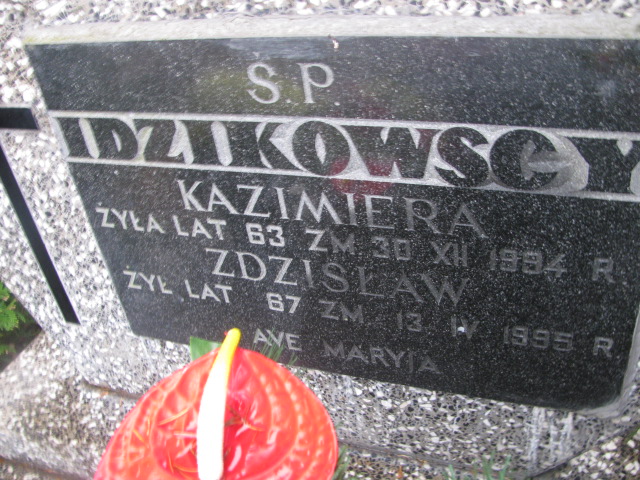 S.P.
IDZIKOWSCY
KAZIMIERA
ŻYŁA LAT 63 ZM. 30 XII 1994 R.
ZDZISŁAW
ŻYŁ LAT 67 ZM. 13 IV 1995 R.
AVE MARYJA